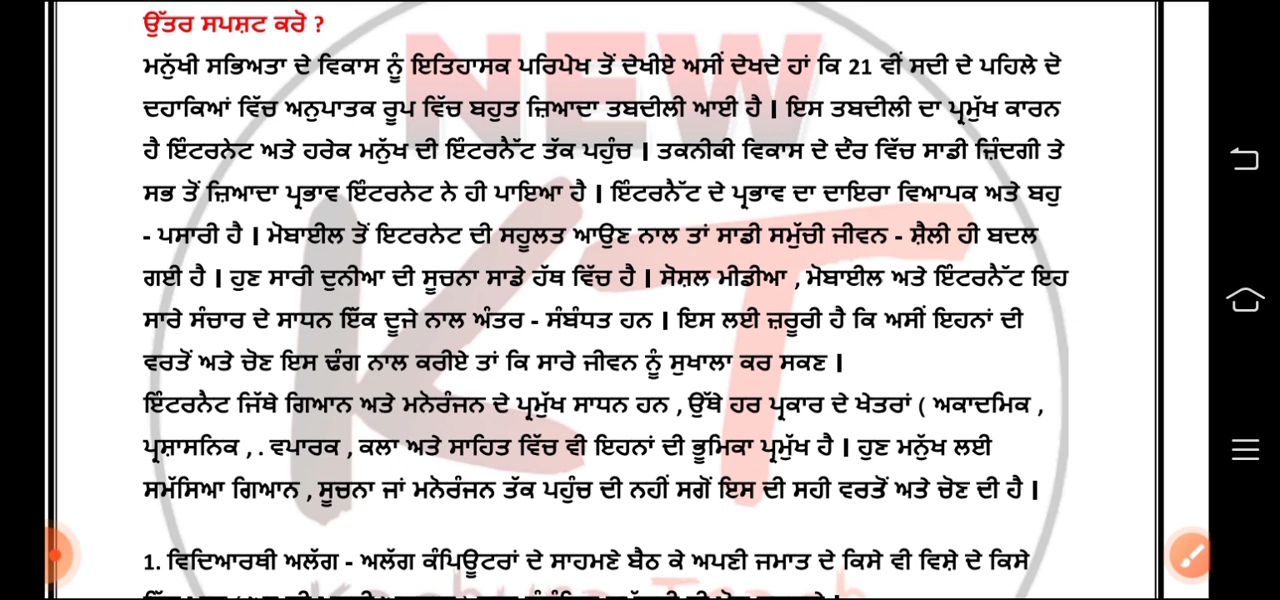 ਉੱਤਰ ਸਪਸ਼ਟ ਕਰੋ ?
ਮਨੁੱਖੀ ਸਭਿਅਤਾ ਦੇ ਵਿਕਾਸ ਨੂੰ ਇਤਿਹਾਸਕ ਪਰਿਪੇਖ ਤੋਂ ਦੇਖੀਏ ਅਸੀਂ ਦੇਖਦੇ ਹਾਂ ਕਿ 21 ਵੀਂ ਸਦੀ ਦੇ ਪਹਿਲੇ ਦੋ
ਦਹਾਕਿਆਂ ਵਿੱਚ ਅਨੁਪਾਤਕ ਰੂਪ ਵਿੱਚ ਬਹੁਤ ਜ਼ਿਆਦਾ ਤਬਦੀਲੀ ਆਈ ਹੈ । ਇਸ ਤਬਦੀਲੀ ਦਾ ਪ੍ਰਮੁੱਖ ਕਾਰਨ
ਹੈ ਇੰਟਰਨੇਟ ਅਤੇ ਹਰੇਕ ਮਨੁੱਖ ਦੀ ਇੰਟਰਨੈੱਟ ਤੱਕ ਪਹੁੰਚ । ਤਕਨੀਕੀ ਵਿਕਾਸ ਦੇ ਦੌਰ ਵਿੱਚ ਸਾਡੀ ਜ਼ਿੰਦਗੀ ਤੇ
ਸਭ ਤੋਂ ਜ਼ਿਆਦਾ ਪ੍ਰਭਾਵ ਇੰਟਰਨੇਟ ਨੇ ਹੀ ਪਾਇਆ ਹੈ । ਇੰਟਰਨੈੱਟ ਦੇ ਪ੍ਰਭਾਵ ਦਾ ਦਾਇਰਾ ਵਿਆਪਕ ਅਤੇ ਬਹੁ
- ਪਸਾਰੀ ਹੈ । ਮੋਬਾਈਲ ਤੋਂ ਇਟਰਨੇਟ ਦੀ ਸਹੂਲਤ ਆਉਣ ਨਾਲ ਤਾਂ ਸਾਡੀ ਸਮੁੱਚੀ ਜੀਵਨ - ਸ਼ੈਲੀ ਹੀ ਬਦਲ
ਗਈ ਹੈ । ਹੁਣ ਸਾਰੀ ਦੁਨੀਆ ਦੀ ਸੂਚਨਾ ਸਾਡੇ ਹੱਥ ਵਿੱਚ ਹੈ । ਸੋਸ਼ਲ ਮੀਡੀਆ , ਮੋਬਾਈਲ ਅਤੇ ਇੰਟਰਨੈੱਟ ਇਹ
ਸਾਰੇ ਸੰਚਾਰ ਦੇ ਸਾਧਨ ਇੱਕ ਦੂਜੇ ਨਾਲ ਅੰਤਰ - ਸੰਬੰਧਤ ਹਨ । ਇਸ ਲਈ ਜ਼ਰੂਰੀ ਹੈ ਕਿ ਅਸੀਂ ਇਹਨਾਂ ਦੀ
ਵਰਤੋਂ ਅਤੇ ਚੋਣ ਇਸ ਢੰਗ ਨਾਲ ਕਰੀਏ ਤਾਂ ਕਿ ਸਾਰੇ ਜੀਵਨ ਨੂੰ ਸੁਖਾਲਾ ਕਰ ਸਕਣ ।
ਇੰਟਰਨੈਟ ਜਿੱਥੇ ਗਿਆਨ ਅਤੇ ਮਨੋਰੰਜਨ ਦੇ ਪ੍ਰਮੁੱਖ ਸਾਧਨ ਹਨ , ਉੱਥੇ ਹਰ ਪ੍ਰਕਾਰ ਦੇ ਖੇਤਰਾਂ ( ਅਕਾਦਮਿਕ ,
ਪ੍ਰਸ਼ਾਸਨਿਕ , . ਵਪਾਰਕ , ਕਲਾ ਅਤੇ ਸਾਹਿਤ ਵਿੱਚ ਵੀ ਇਹਨਾਂ ਦੀ ਭੂਮਿਕਾ ਪ੍ਰਮੁੱਖ ਹੈ । ਹੁਣ ਮਨੁੱਖ ਲਈ
ਸਮੱਸਿਆ ਗਿਆਨ , ਸੂਚਨਾ ਜਾਂ ਮਨੋਰੰਜਨ ਤੱਕ ਪਹੁੰਚ ਦੀ ਨਹੀਂ ਸਗੋਂ ਇਸ ਦੀ ਸਹੀ ਵਰਤੋਂ ਅਤੇ ਚੋਣ ਦੀ ਹੈ ।
1. ਵਿਦਿਆਰਥੀ ਅਲੱਗ - ਅਲੱਗ ਕੰਪਿਊਟਰਾਂ ਦੇ ਸਾਹਮਣੇ ਬੈਠ ਕੇ ਅਪਣੀ ਜਮਾਤ ਦੇ ਕਿਸੇ ਵੀ ਵਿਸ਼ੇ ਦੇ ਕਿਸੇ
NEW
KT